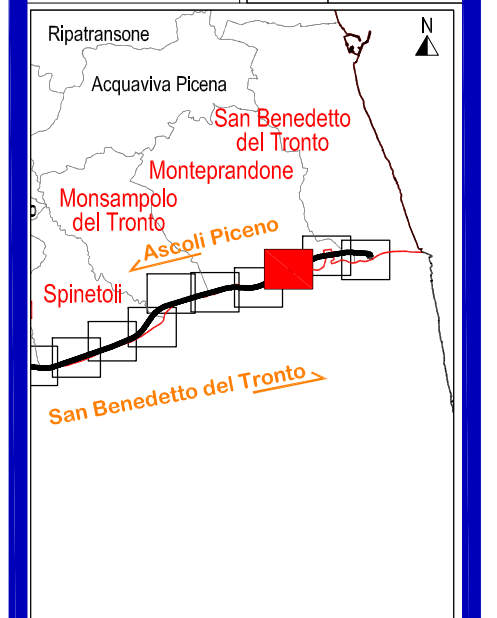 N
Ripatransone
Acquaviva Picena
San Benedetto
del Tronto
Monteprandone
Monsampolo
del Tronto
Ascoli Piceno
Spinetoli
San Benedetto del Tronto